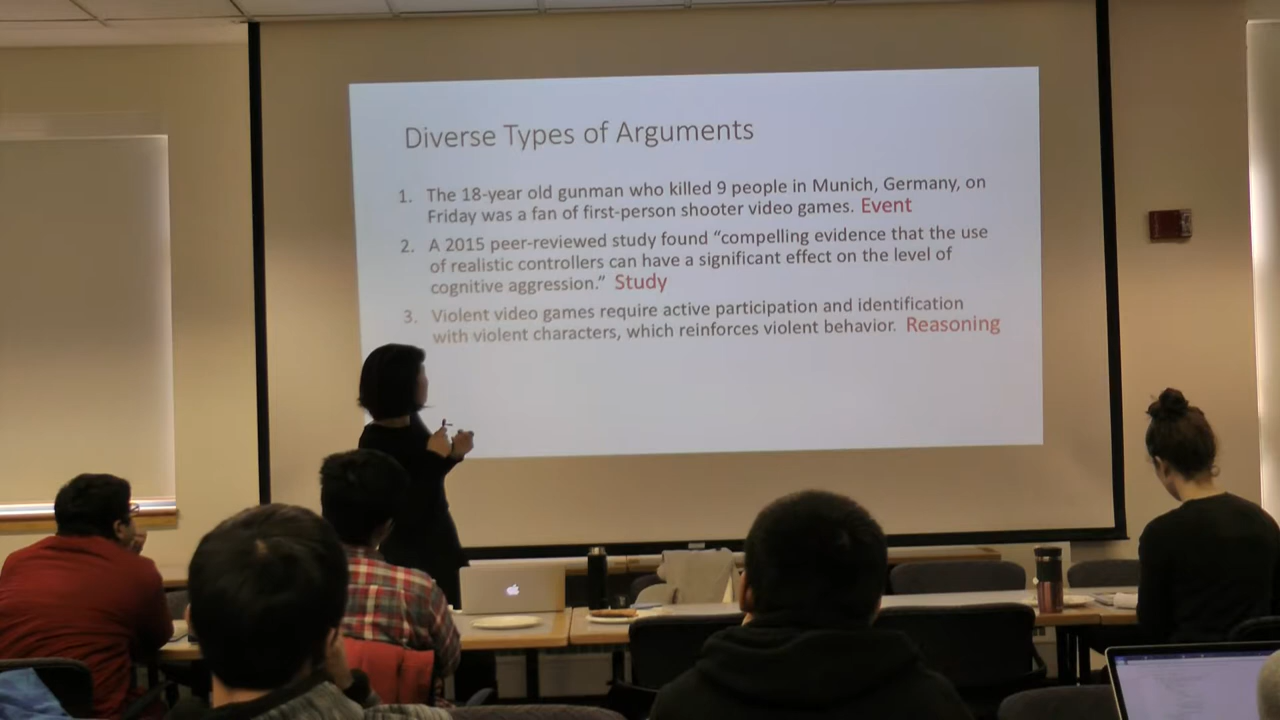 Diverse Types of Arguments
1. The 18-year old gunman who killed 9 people in Munich, Germany, on
Friday was a fan of first-person shooter video games. Event
2. A 2015 peer-reviewed study found “compelling evidence that the use
of realistic controllers can have a significant effect on the level of
cognitive aggression.” Study
3. Violent video games require active participation and identification
with violent characters, which reinforces violent behavior. Reasoning